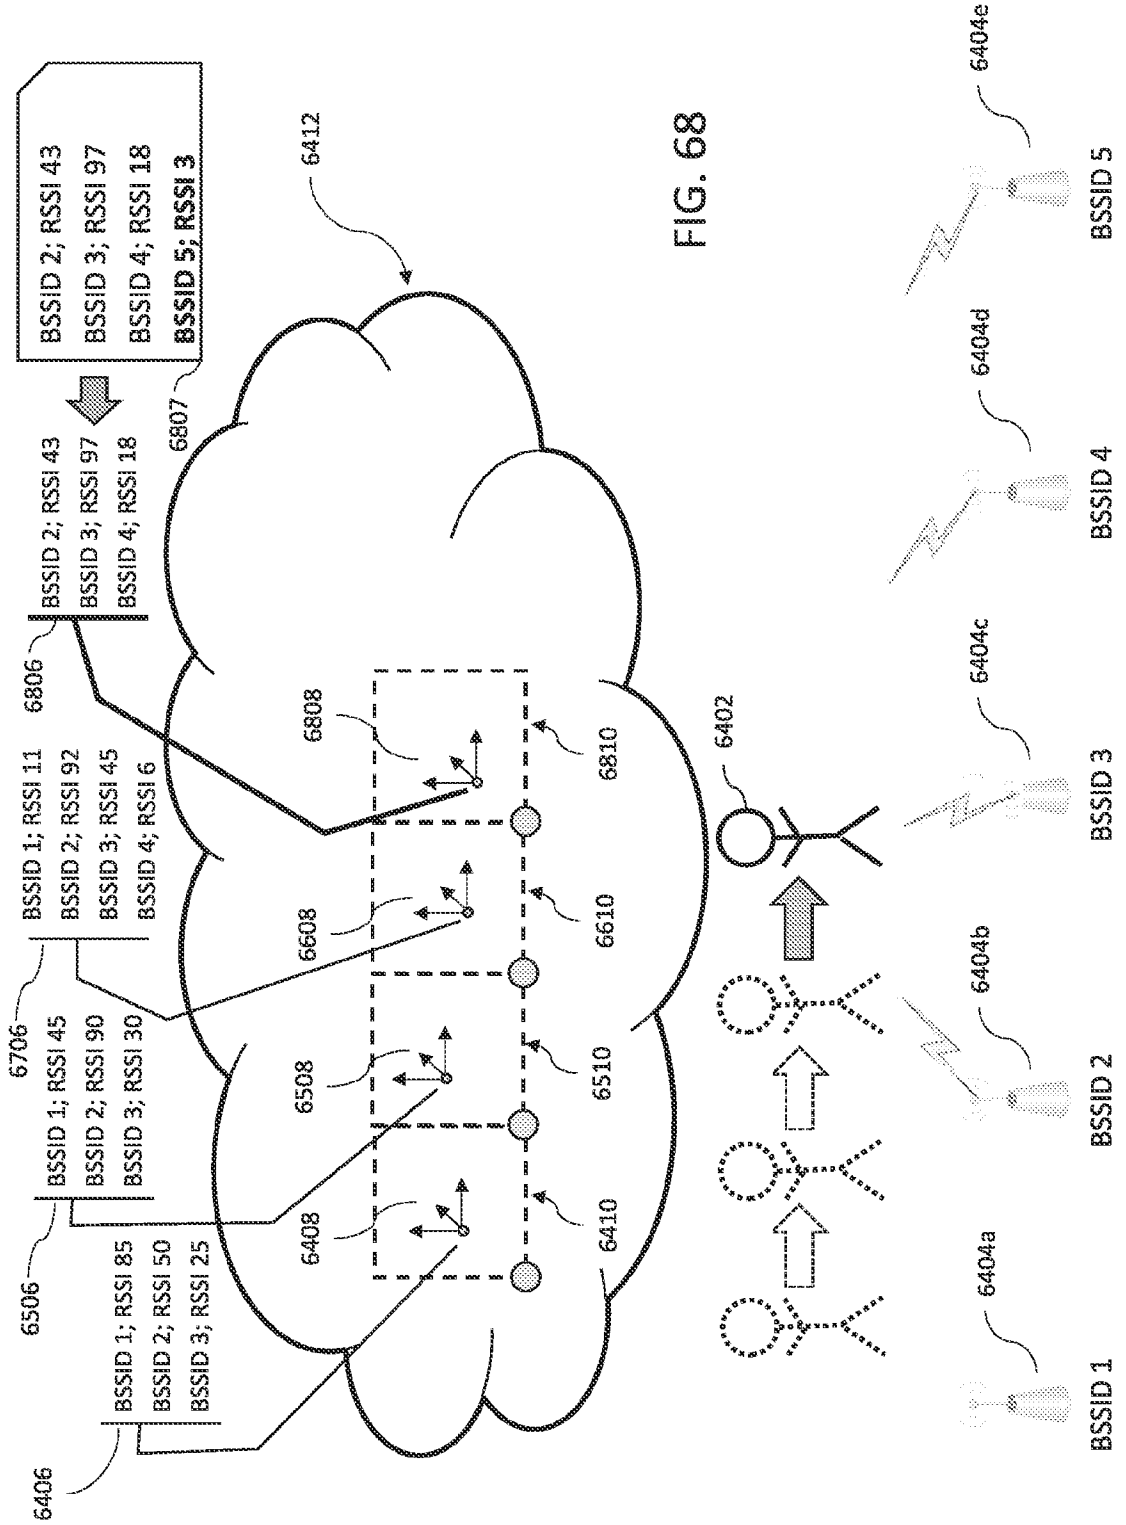 6406
BSSID 1; RSSI 85
BSSID 2; RSSI 50
BSSID 3; RSSI 25
6506
BSSID 1; RSSI 45
BSSID 2; RSSI 90
BSSID 3; RSSI 30
6706
BSSID 1; RSSI 11
BSSID 2; RSSI 92
BSSID 3; RSSI 45
BSSID 4; RSSI 6
6806
BSSID 2; RSSI 43
BSSID 3; RSSI 97
BSSID 4; RSSI 18
6807
BSSID 2; RSSI 43
BSSID 3; RSSI 97
BSSID 4; RSSI 18
BSSID 5; RSSI 3
6412
6408
6508
6608
6808
6410
6510
6610
6810
FIG. 68
6402
6404a
6404b
6404c
6404d
6404e
BSSID 1
BSSID 2
BSSID 3
BSSID 4
BSSID 5